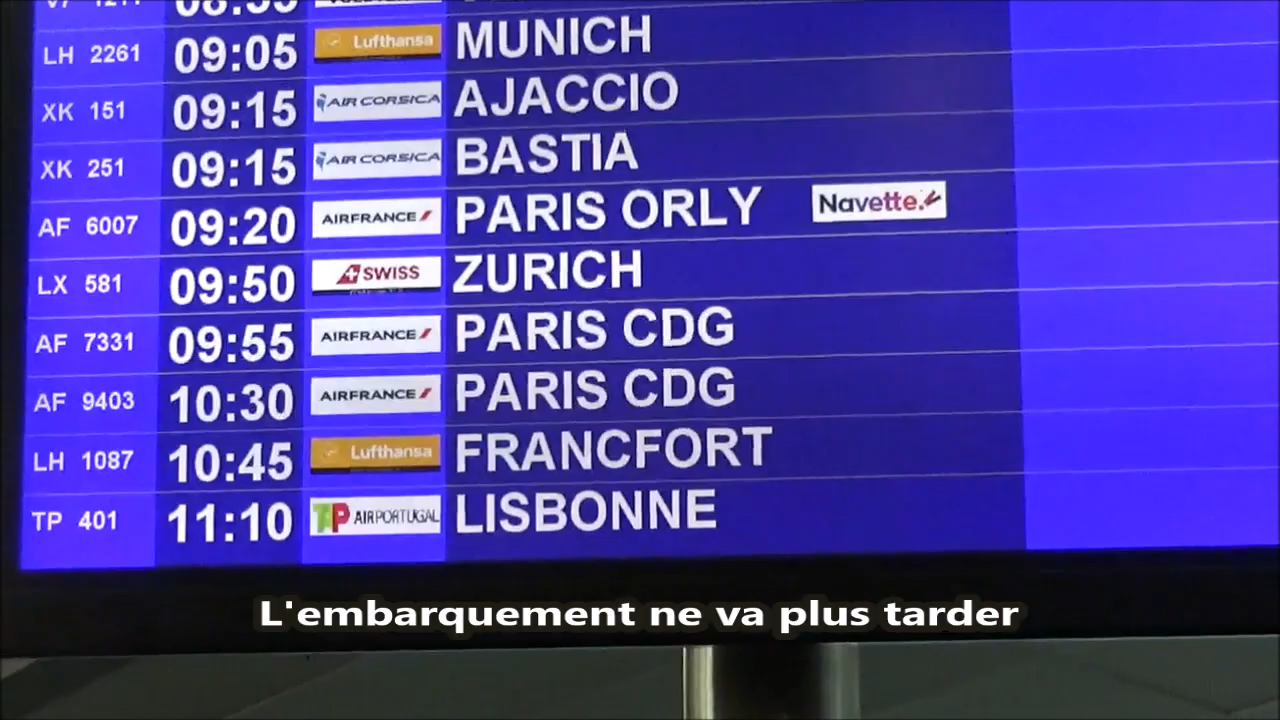 LH 2261 09:05 Lufthansa MUNICH
XK 151 09:15 AIR CORSICA AJACCIO
XK 251 09:15 AIR CORSICA BASTIA
AF 6007 09:20 AIRFRANCE PARIS ORLY Navette.
LX 581 09:50 SWISS ZURICH
AF 7331 09:55 AIRFRANCE PARIS CDG
AF 9403 10:30 AIRFRANCE PARIS CDG
LH 1087 10:45 Lufthansa FRANCFORT
TP 401 11:10 TP AIRPORTUGAL LISBONNE
L'embarquement ne va plus tarder